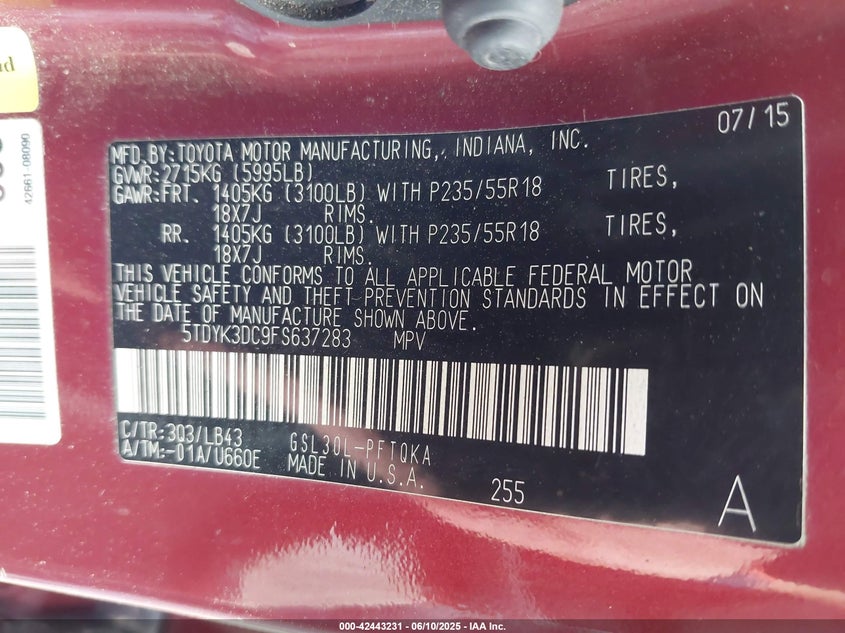 nd
42661-08090
07/15
MFD.BY:TOYOTA MOTOR MANUFACTURING, INDIANA, INC.
GVWR:2715KG (5995LB)
GAWR:FRT. 1405KG (3100LB) WITH P235/55R18 TIRES,
18X7J RIMS.
RR. 1405KG (3100LB) WITH P235/55R18 TIRES,
18X7J RIMS.
THIS VEHICLE CONFORMS TO ALL APPLICABLE FEDERAL MOTOR
VEHICLE SAFETY AND THEFT PREVENTION STANDARDS IN EFFECT ON
THE DATE OF MANUFACTURE SHOWN ABOVE.
5TDYK3DC9FS637283 MPV
C/TR:3Q3/LB43 GSL30L-PFTQKA
A/TM:-01A/U660E MADE IN U.S.A.
255
A
000-42443231 - 06/10/2025 - IAA Inc.